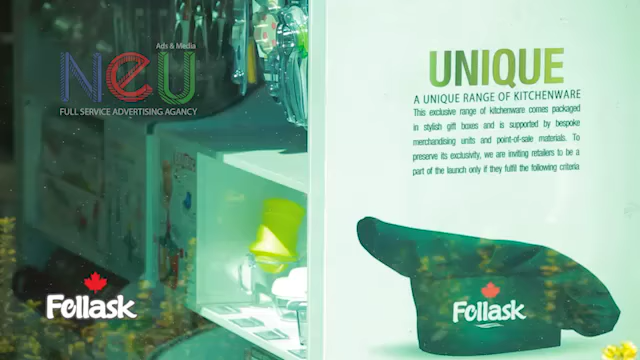 Ads & Media
NeU
FULL SERVICE ADVERTISING AGANCY
UNIQUE
A UNIQUE RANGE OF KITCHENWARE
This exclusive range of kitchenware comes packaged
in stylish gift boxes and is supported by bespoke
merchandising units and point-of-sale materials. To
preserve its exclusivity, we are inviting retailers to be a
part of the launch only if they fulfil the following criteria
Follask
Follask